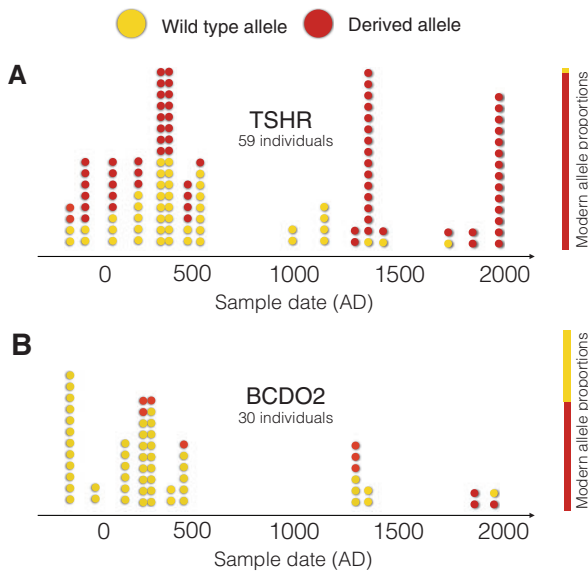 Wild type allele
Derived allele
A
TSHR
59 individuals
Modern allele proportions
0 500 1000 1500 2000
Sample date (AD)
B
BCDO2
30 individuals
Modern allele proportions
0 500 1000 1500 2000
Sample date (AD)